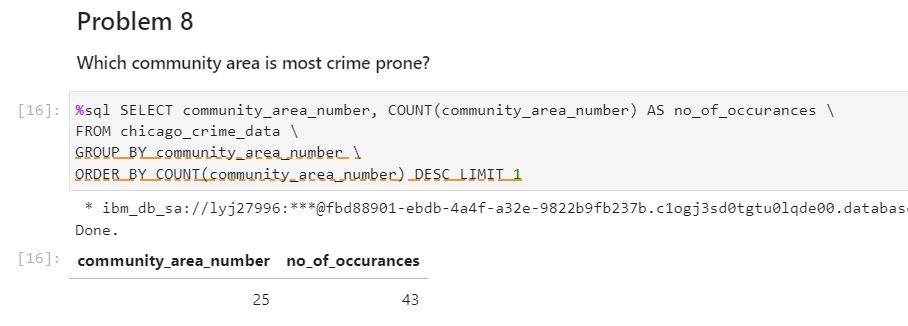 Problem 8
Which community area is most crime prone?
[16]: %sql SELECT community_area_number, COUNT(community_area_number) AS no_of_occurances \
FROM chicago_crime_data \
GROUP BY community_area_number \
ORDER BY COUNT(community_area_number) DESC LIMIT 1
* ibm_db_sa://lyj27996:***@fbd88901-ebdb-4a4f-a32e-9822b9fb237b.c1ogj3sd0tgtu0lqde00.database
Done.
[16]: community_area_number no_of_occurances
25 43